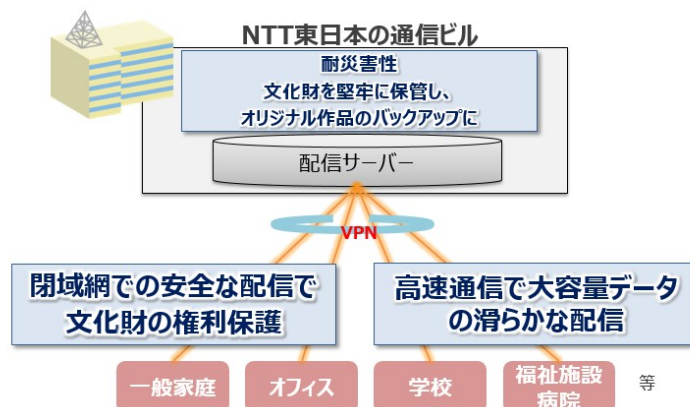 NTT東日本の通信ビル
耐災害性
文化財を堅牢に保管し、
オリジナル作品のバックアップに
配信サーバー
VPN
閉域網での安全な配信で
文化財の権利保護
高速通信で大容量データ
の滑らかな配信
一般家庭
オフィス
学校
福祉施設
病院
等